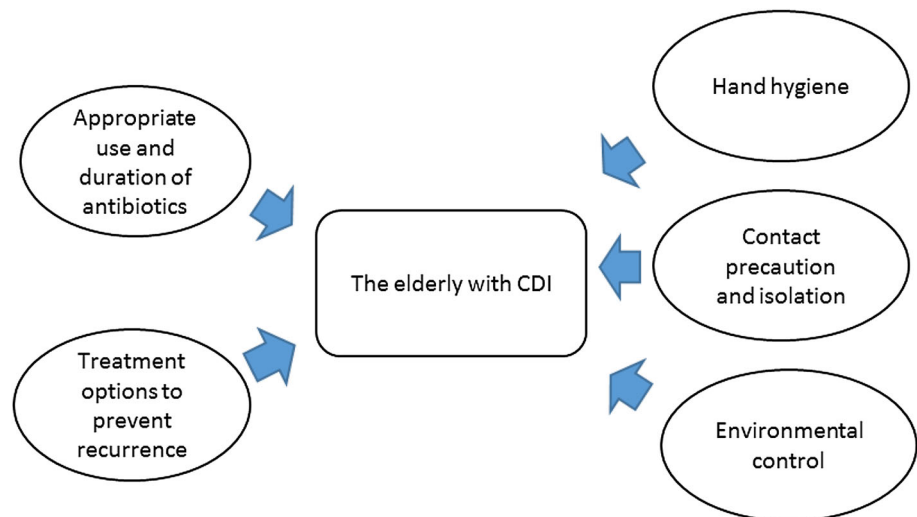 Appropriate
use and
duration of
antibiotics
Treatment
options to
prevent
recurrence
The elderly with CDI
Hand hygiene
Contact
precaution
and isolation
Environmental
control